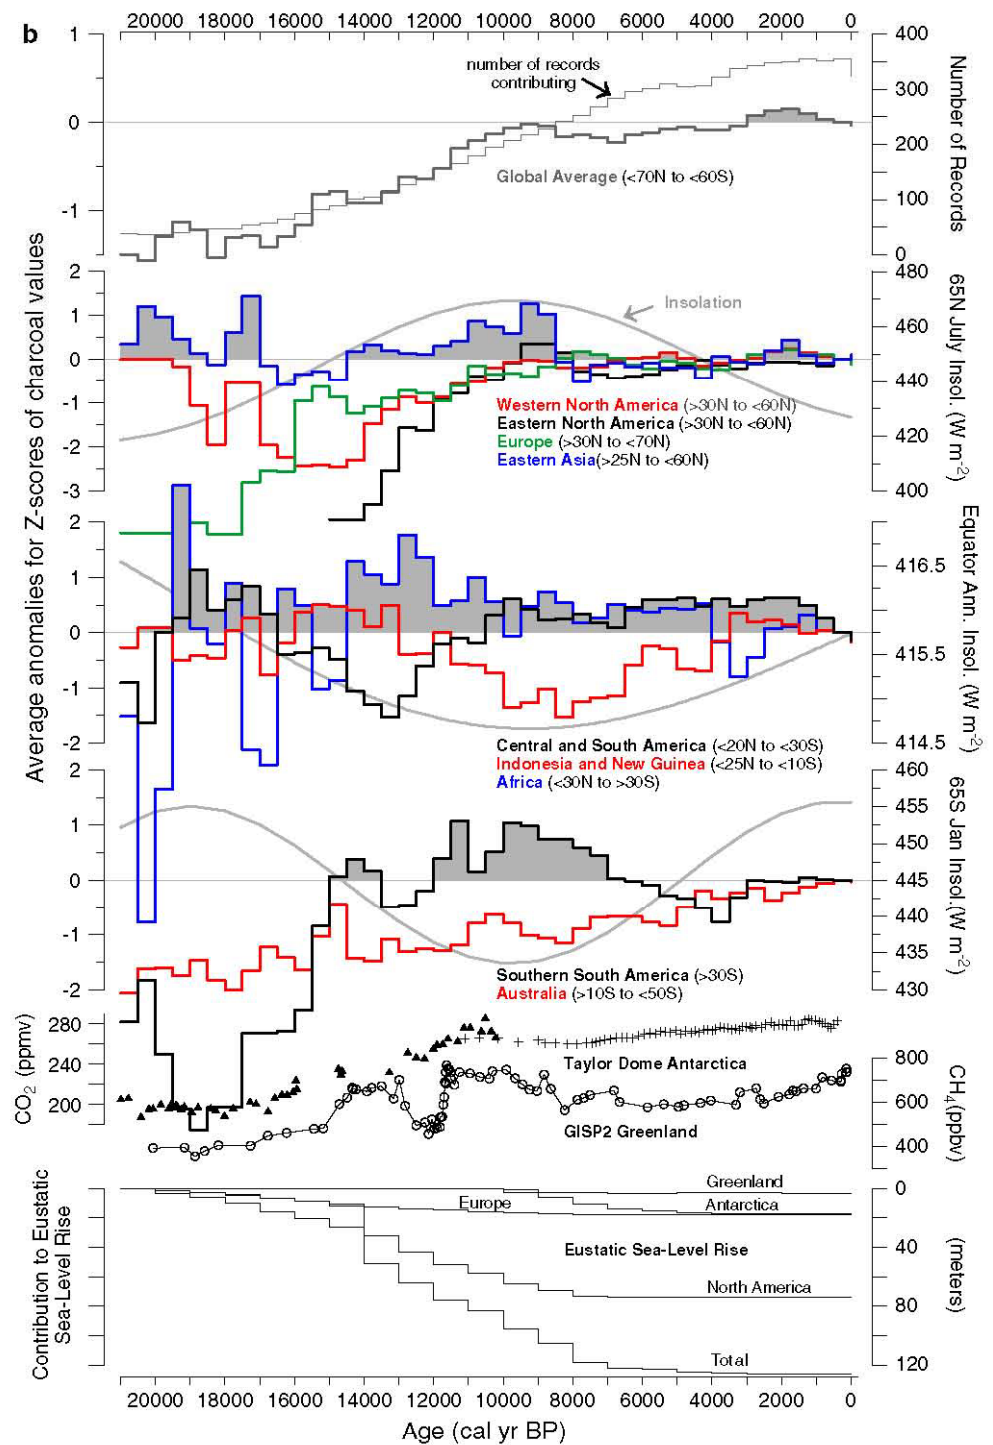 b
20000 18000 16000 14000 12000 10000 8000 6000 4000 2000 0
1
0
-1
400
300
200
100
0
Number of Records
number of records
contributing
Global Average (<70N to <60S)
Average anomalies for Z-scores of charcoal values
2
1
0
-1
-2
-3
480
460
440
420
400
65N July Insol. (W m-2)
Insolation
Western North America (>30N to <60N)
Eastern North America (>30N to <60N)
Europe (>30N to <70N)
Eastern Asia(>25N to <60N)
2
1
0
-1
-2
416.5
415.5
414.5
Equator Ann. Insol. (W m-2)
Central and South America (<20N to <30S)
Indonesia and New Guinea (<25N to <10S)
Africa (<30N to >30S)
1
0
-1
-2
460
455
450
445
440
435
430
65S Jan Insol.(W m-2)
Southern South America (>30S)
Australia (>10S to <50S)
CO2 (ppmv)
280
240
200
Taylor Dome Antarctica
GISP2 Greenland
800
600
400
CH4(ppbv)
Contribution to Eustatic
Sea-Level Rise
Greenland
Europe
Antarctica
Eustatic Sea-Level Rise
North America
Total
0
40
80
120
(meters)
20000 18000 16000 14000 12000 10000 8000 6000 4000 2000 0
Age (cal yr BP)